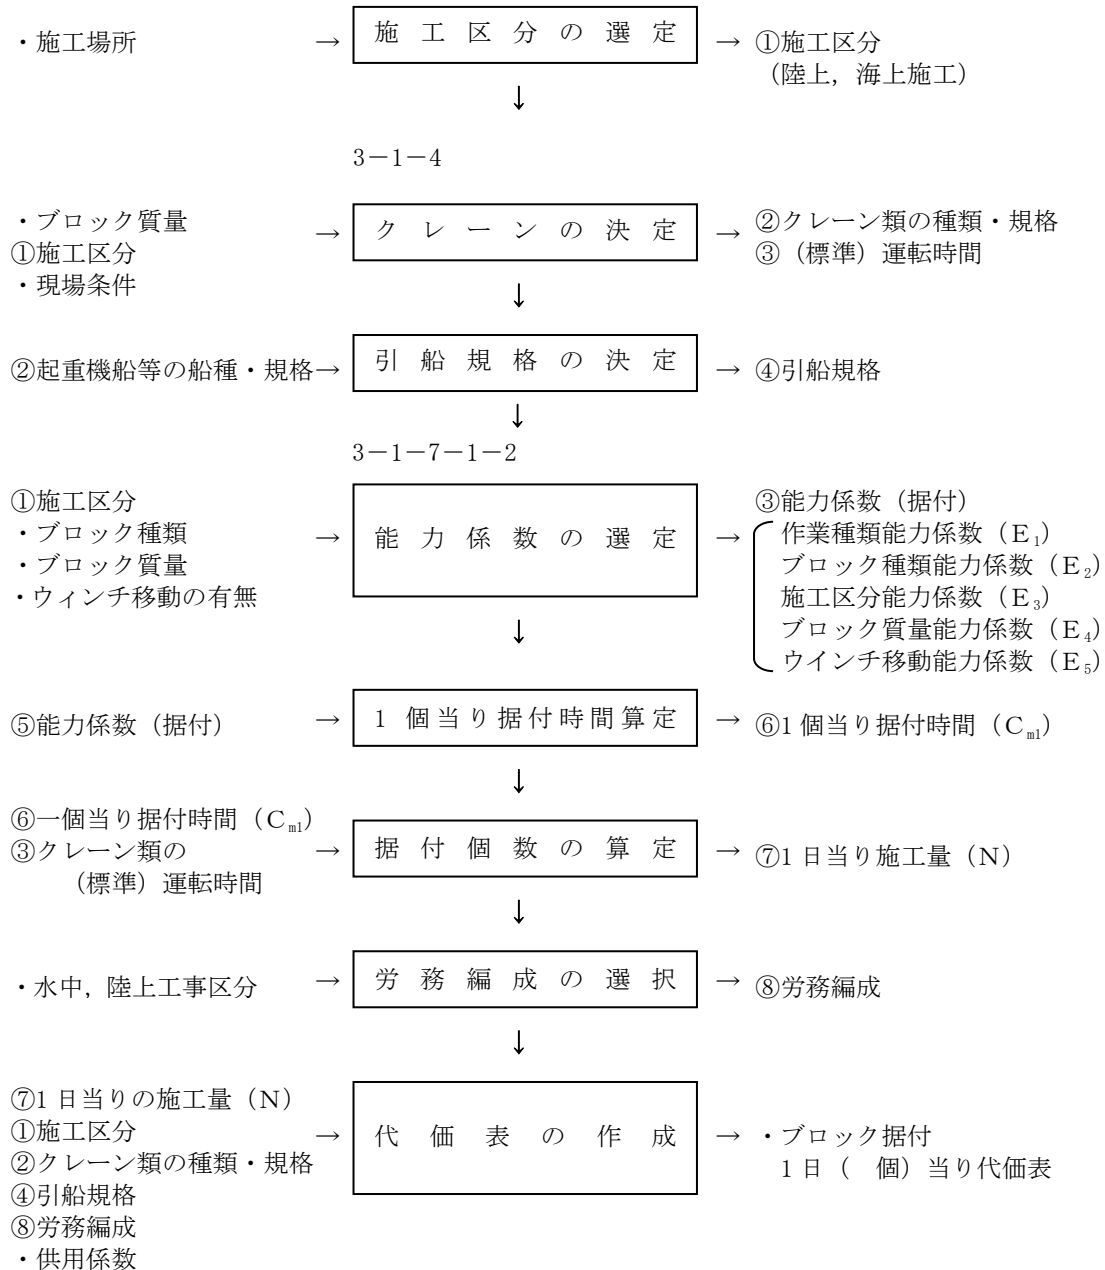 ・施工場所 → 施工区分の選定 → ①施工区分
（陸上，海上施工）
↓
3－1－4
・ブロック質量
①施工区分 → クレーンの決定 → ②クレーン類の種類・規格
・現場条件 ③（標準）運転時間
↓
②起重機船等の船種・規格→ 引船規格の決定 → ④引船規格
↓
3－1－7－1－2
①施工区分 ③能力係数（据付）
・ブロック種類 → 能力係数の選定 → 作業種類能力係数（E₁）
・ブロック質量 ブロック種類能力係数（E₂）
・ウィンチ移動の有無 施工区分能力係数（E₃）
↓ ブロック質量能力係数（E₄）
ウインチ移動能力係数（E₅）
⑤能力係数（据付） → 1個当り据付時間算定 → ⑥1個当り据付時間（Cm1）
↓
⑥一個当り据付時間（Cm1）
③クレーン類の → 据付個数の算定 → ⑦1日当り施工量（N）
（標準）運転時間
↓
・水中，陸上工事区分 → 労務編成の選択 → ⑧労務編成
↓
⑦1日当りの施工量（N）
①施工区分 → 代価表の作成 → ・ブロック据付
②クレーン類の種類・規格 1日（　個）当り代価表
④引船規格
⑧労務編成
・供用係数